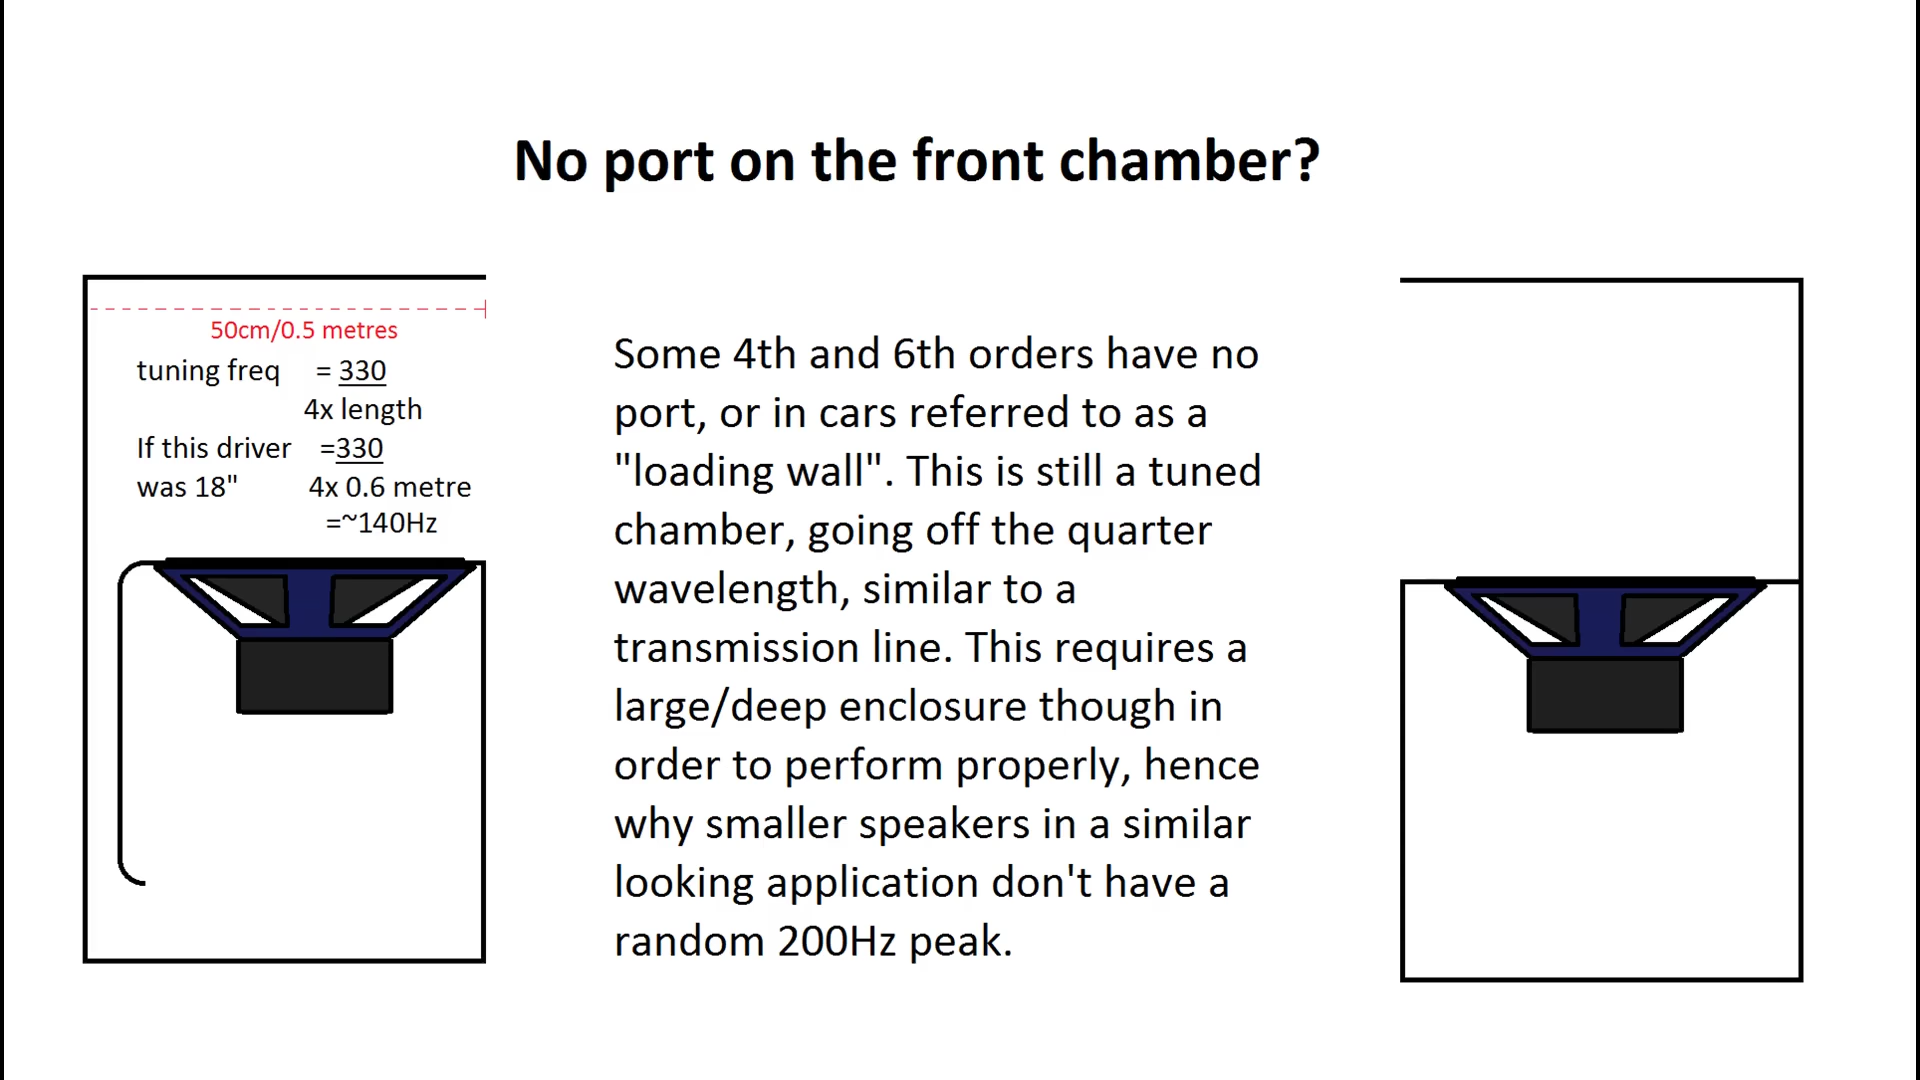 No port on the front chamber?
50cm/0.5 metres
tuning freq = 330
4x length
If this driver =330
was 18" 4x 0.6 metre
=~140Hz
Some 4th and 6th orders have no
port, or in cars referred to as a
"loading wall". This is still a tuned
chamber, going off the quarter
wavelength, similar to a
transmission line. This requires a
large/deep enclosure though in
order to perform properly, hence
why smaller speakers in a similar
looking application don't have a
random 200Hz peak.